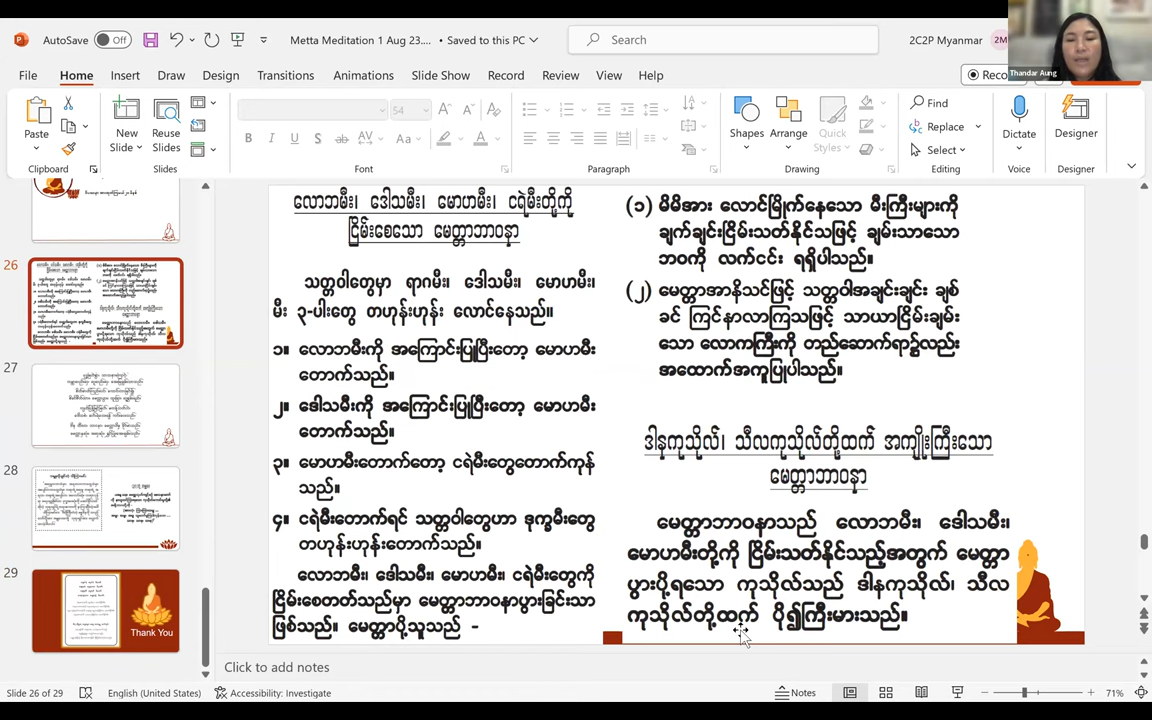 AutoSave Off Metta Meditation 1 Aug 23.... • Saved to this PC Search 2C2P Myanmar 2M
Thandar Aung
File Home Insert Draw Design Transitions Animations Slide Show Record Review View Help Reco
Paste New Slide Reuse Slides 54 Shapes Arrange Quick Styles Find Replace Select Dictate Designer
B I U S ab AV Aa A
Clipboard Slides Font Paragraph Drawing Editing Voice Designer
26
27
28
29
Thank You
လောဘမီး၊ ဒေါသမီး၊ မောဟမီး၊ ငရဲမီးတို့ကို
ငြိမ်းစေသော မေတ္တာဘာဝနာ
သတ္တဝါတွေမှာ ရာဂမီး၊ ဒေါသမီး၊ မောဟမီး၊
မီး ၃-ပါးတွေ တဟုန်းဟုန်း လောင်နေသည်။
၁။ လောဘမီးကို အကြောင်းပြုပြီးတော့ မောဟမီး
တောက်သည်။
၂။ ဒေါသမီးကို အကြောင်းပြုပြီးတော့ မောဟမီး
တောက်သည်။
၃။ မောဟမီးတောက်တော့ ငရဲမီးတွေတောက်ကုန်
သည်။
၄။ ငရဲမီးတောက်ရင် သတ္တဝါတွေဟာ ဒုက္ခမီးတွေ
တဟုန်းဟုန်းတောက်သည်။
လောဘမီး၊ ဒေါသမီး၊ မောဟမီး၊ ငရဲမီးတွေကို
ငြိမ်းစေတတ်သည်မှာ မေတ္တာဘာဝနာပွားခြင်းသာ
ဖြစ်သည်။ မေတ္တာပို့သူသည် -
(၁) မိမိအား လောင်မြိုက်နေသော မီးကြီးများကို
ချက်ချင်းငြိမ်းသတ်နိုင်သဖြင့် ချမ်းသာသော
ဘဝကို လက်ငင်း ရရှိပါသည်။
(၂) မေတ္တာအာနိသင်ဖြင့် သတ္တဝါအချင်းချင်း ချစ်
ခင် ကြင်နာလာကြသဖြင့် သာယာငြိမ်းချမ်း
သော လောကကြီးကို တည်ဆောက်ရာ၌လည်း
အထောက်အကူပြုပါသည်။
ဒါနကုသိုလ်၊ သီလကုသိုလ်တို့ထက် အကျိုးကြီးသော
မေတ္တာဘာဝနာ
မေတ္တာဘာဝနာသည် လောဘမီး၊ ဒေါသမီး၊
မောဟမီးတို့ကို ငြိမ်းသတ်နိုင်သည့်အတွက် မေတ္တာ
ပွားပို့ရသော ကုသိုလ်သည် ဒါနကုသိုလ်၊ သီလ
ကုသိုလ်တို့ထက် ပို၍ကြီးမားသည်။
Click to add notes
Slide 26 of 29 English (United States) Accessibility: Investigate Notes 71%